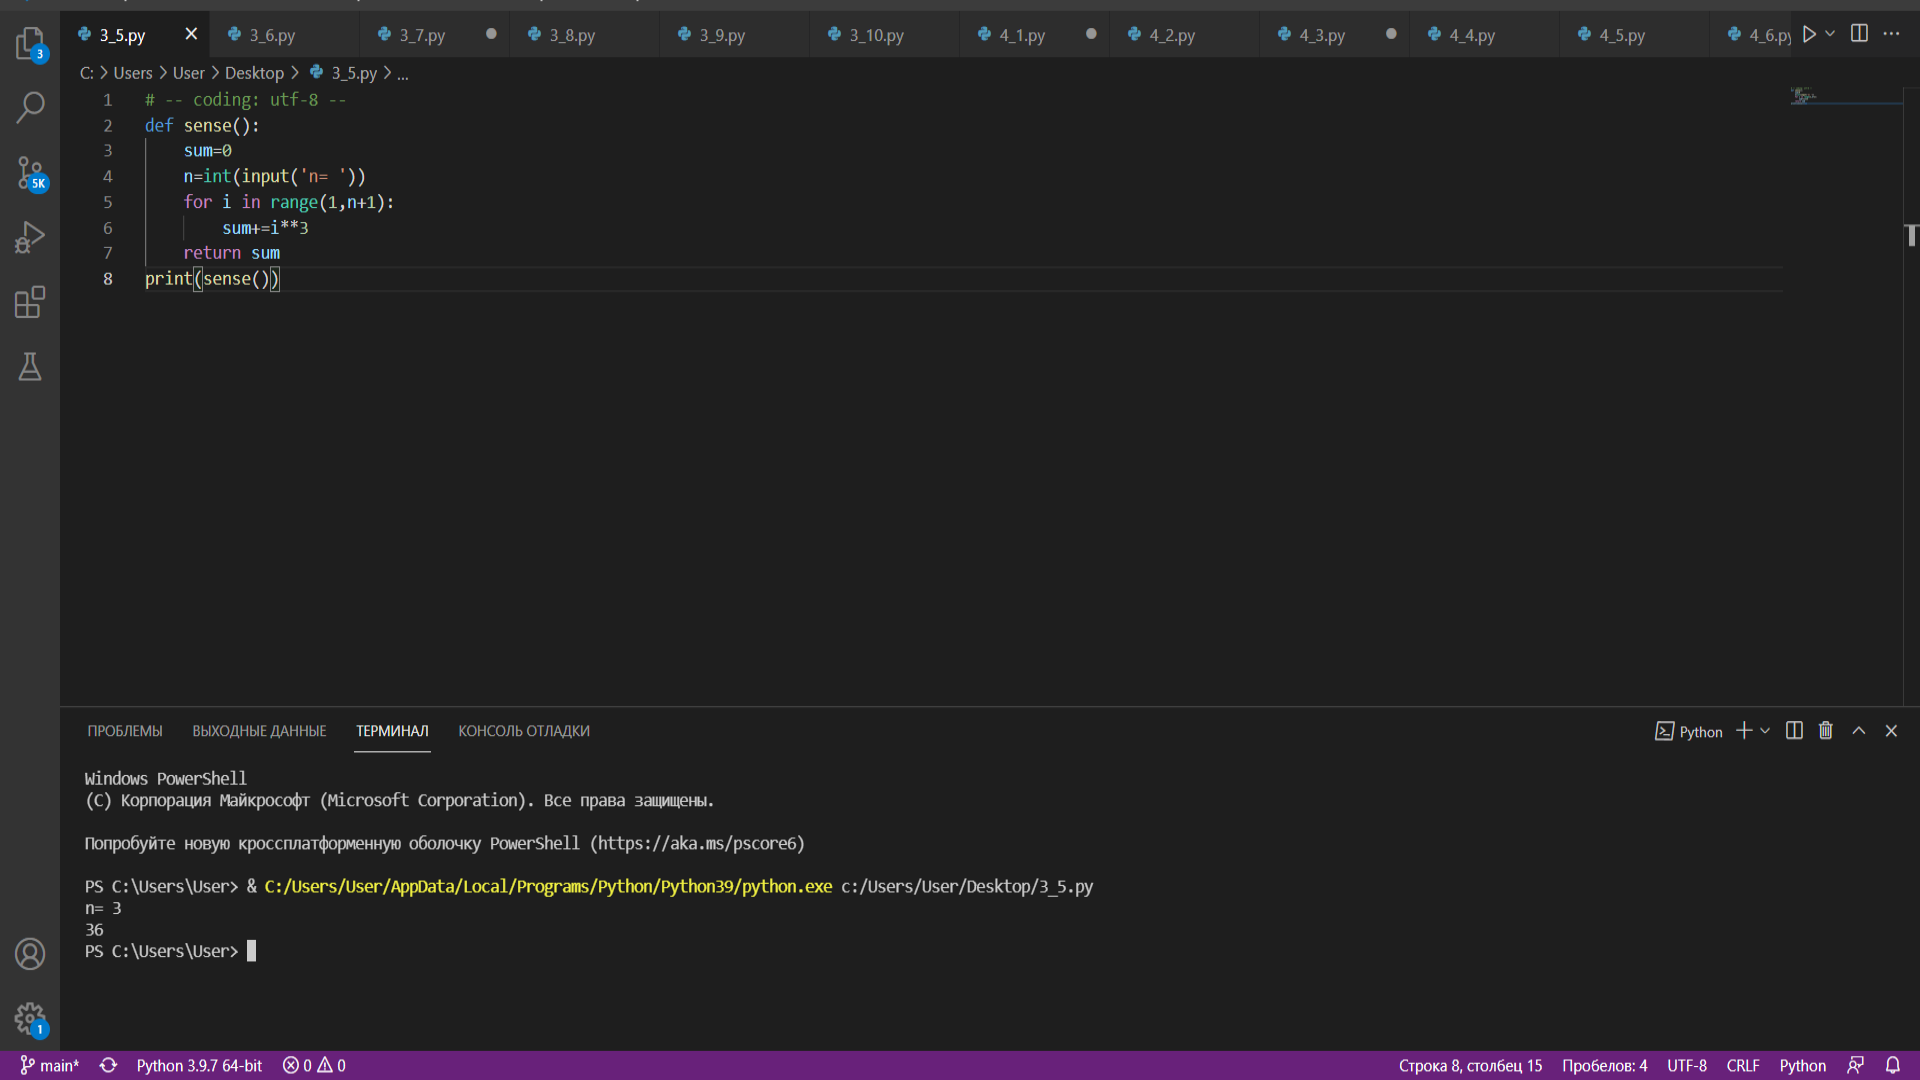 3_5.py 3_6.py 3_7.py 3_8.py 3_9.py 3_10.py 4_1.py 4_2.py 4_3.py 4_4.py 4_5.py 4_6.py
C: > Users > User > Desktop > 3_5.py > ...
1 # -- coding: utf-8 --
2 def sense():
3     sum=0
4     n=int(input('n= '))
5     for i in range(1,n+1):
6         sum+=i**3
7     return sum
8 print(sense())
3
5K
ПРОБЛЕМЫ ВЫХОДНЫЕ ДАННЫЕ ТЕРМИНАЛ КОНСОЛЬ ОТЛАДКИ Python
Windows PowerShell
(C) Корпорация Майкрософт (Microsoft Corporation). Все права защищены.
Попробуйте новую кроссплатформенную оболочку PowerShell (https://aka.ms/pscore6)
PS C:\Users\User> & C:/Users/User/AppData/Local/Programs/Python/Python39/python.exe c:/Users/User/Desktop/3_5.py
n= 3
36
PS C:\Users\User>
1
main* Python 3.9.7 64-bit 0 0 Строка 8, столбец 15 Пробелов: 4 UTF-8 CRLF Python